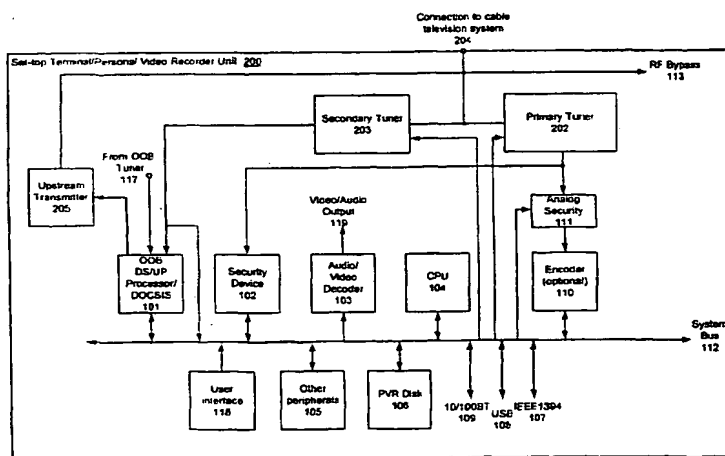 Connection to cable
television system
204
Set-top Terminal/Personal Video Recorder Unit 200
RF Bypass
113
Secondary Tuner
203
Primary Tuner
202
From OOB
Tuner
117
Upstream
Transmitter
205
Video/Audio
Output
119
Analog
Security
111
OOB
DS/UP
Processor/
DOCSIS
101
Security
Device
102
Audio/
Video
Decoder
103
CPU
104
Encoder
(optional)
110
System
Bus
112
User
interface
118
Other
peripherals
105
PVR Disk
106
10/100BT
109
USB
108
IEEE1394
107